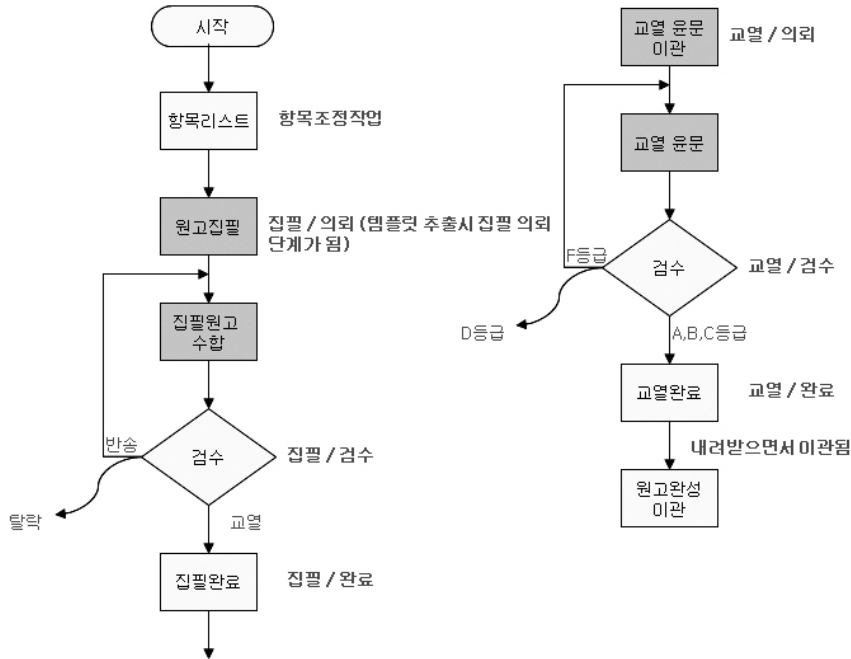 시작
항목리스트
항목조정작업
원고집필
집필 / 의뢰 (템플릿 추출시 집필 의뢰
단계가 됨)
집필원고
수합
반송
검수
집필 / 검수
탈락
교열
집필완료
집필 / 완료
교열 윤문
이관
교열 / 의뢰
교열 윤문
F등급
검수
교열 / 검수
D등급
A,B,C등급
교열완료
교열 / 완료
내려받으면서 이관됨
원고완성
이관